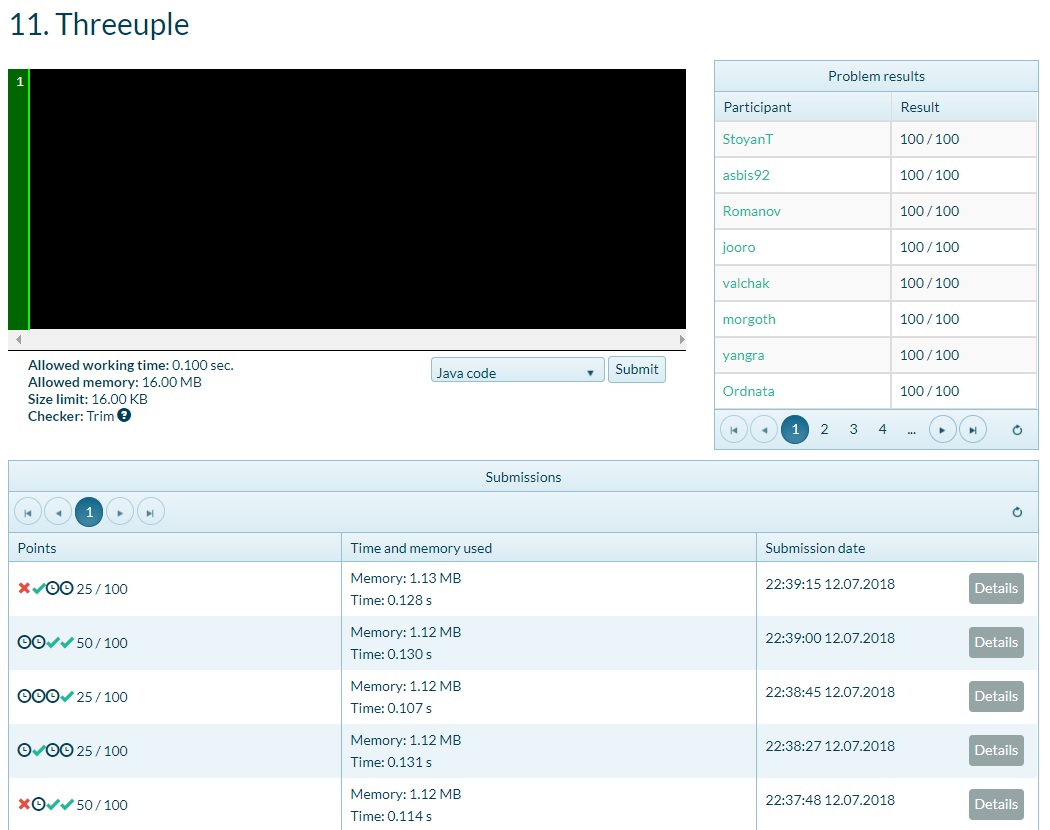 11. Threeuple
1
Problem results
Participant Result
StoyanT 100 / 100
asbis92 100 / 100
Romanov 100 / 100
jooro 100 / 100
valchak 100 / 100
morgoth 100 / 100
yangra 100 / 100
Ordnata 100 / 100
1 2 3 4 ...
Allowed working time: 0.100 sec.
Allowed memory: 16.00 MB
Size limit: 16.00 KB
Checker: Trim ?
Java code Submit
Submissions
1
Points Time and memory used Submission date
25 / 100 Memory: 1.13 MB 22:39:15 12.07.2018 Details
Time: 0.128 s
50 / 100 Memory: 1.12 MB 22:39:00 12.07.2018 Details
Time: 0.130 s
25 / 100 Memory: 1.12 MB 22:38:45 12.07.2018 Details
Time: 0.107 s
25 / 100 Memory: 1.12 MB 22:38:27 12.07.2018 Details
Time: 0.131 s
50 / 100 Memory: 1.12 MB 22:37:48 12.07.2018 Details
Time: 0.114 s